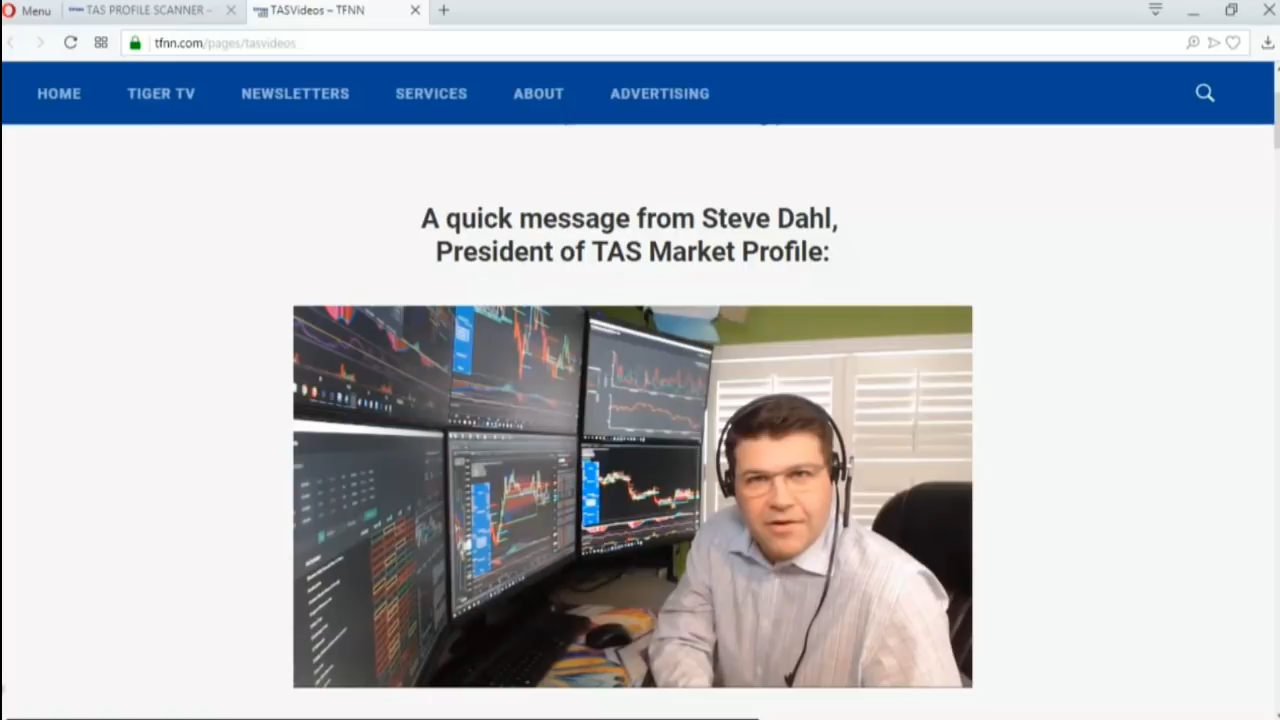 Menu
TAS PROFILE SCANNER -
TASVideos – TFNN
tfnn.com/pages/tasvideos
HOME
TIGER TV
NEWSLETTERS
SERVICES
ABOUT
ADVERTISING
A quick message from Steve Dahl,
President of TAS Market Profile: